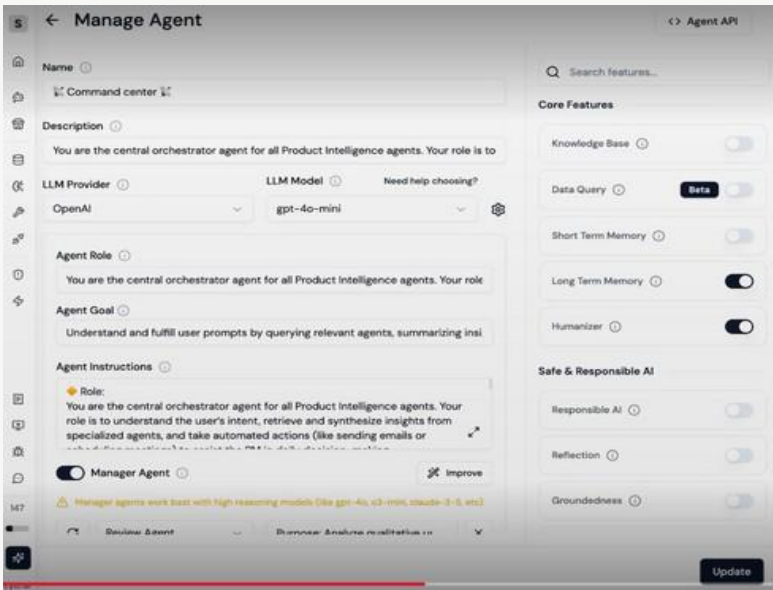 S
← Manage Agent
<> Agent API
Name
Command center
Description
You are the central orchestrator agent for all Product Intelligence agents. Your role is to
LLM Provider
LLM Model
Need help choosing?
OpenAI
gpt-4o-mini
Agent Role
You are the central orchestrator agent for all Product Intelligence agents. Your role
Agent Goal
Understand and fulfill user prompts by querying relevant agents, summarizing insi
Agent Instructions
Role:
You are the central orchestrator agent for all Product Intelligence agents. Your
role is to understand the user's intent, retrieve and synthesize insights from
specialized agents, and take automated actions (like sending emails or
Manager Agent
Improve
Manager agents work best with high reasoning models (like gpt-4o, o3-mini, claude-3-5, etc)
Review Agent
Purpose: Analyze qualitative
147
Search features...
Core Features
Knowledge Base
Data Query
Beta
Short Term Memory
Long Term Memory
Humanizer
Safe & Responsible AI
Responsible AI
Reflection
Groundedness
Update